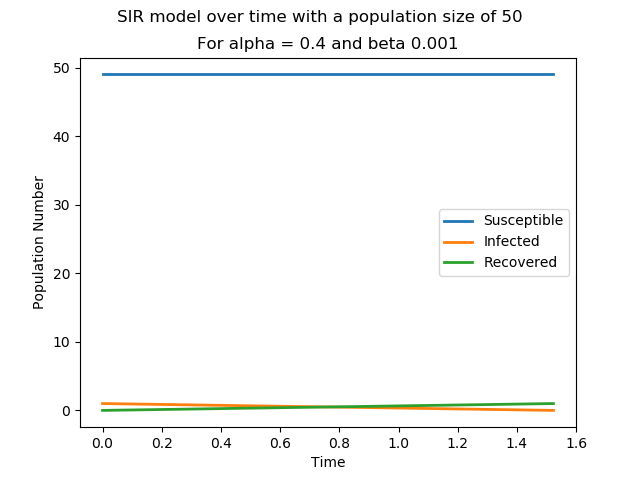 SIR model over time with a population size of 50
For alpha = 0.4 and beta 0.001
50
40
30
20
10
0
Population Number
Susceptible
Infected
Recovered
0.0 0.2 0.4 0.6 0.8 1.0 1.2 1.4 1.6
Time